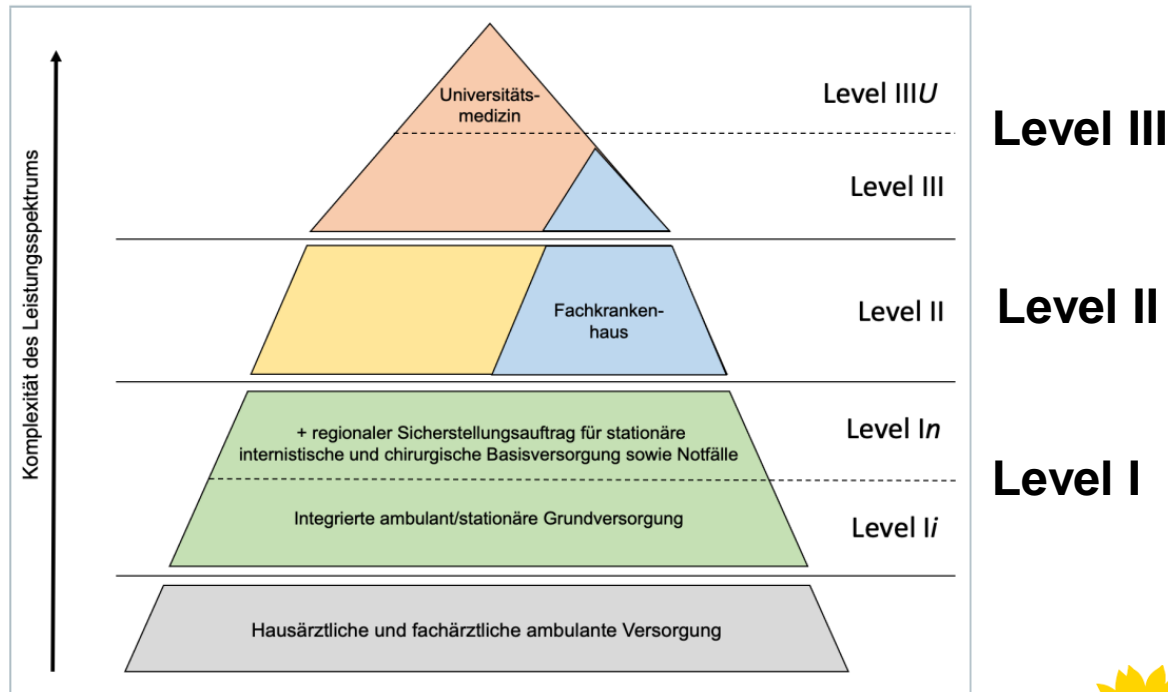 Komplexität des Leistungsspektrums
Universitäts-
medizin
Level IIIU
Level III
Level III
Fachkranken-
haus
Level II
Level II
+ regionaler Sicherstellungsauftrag für stationäre
internistische und chirurgische Basisversorgung sowie Notfälle
Level In
Level I
Integrierte ambulant/stationäre Grundversorgung
Level Ii
Hausärztliche und fachärztliche ambulante Versorgung